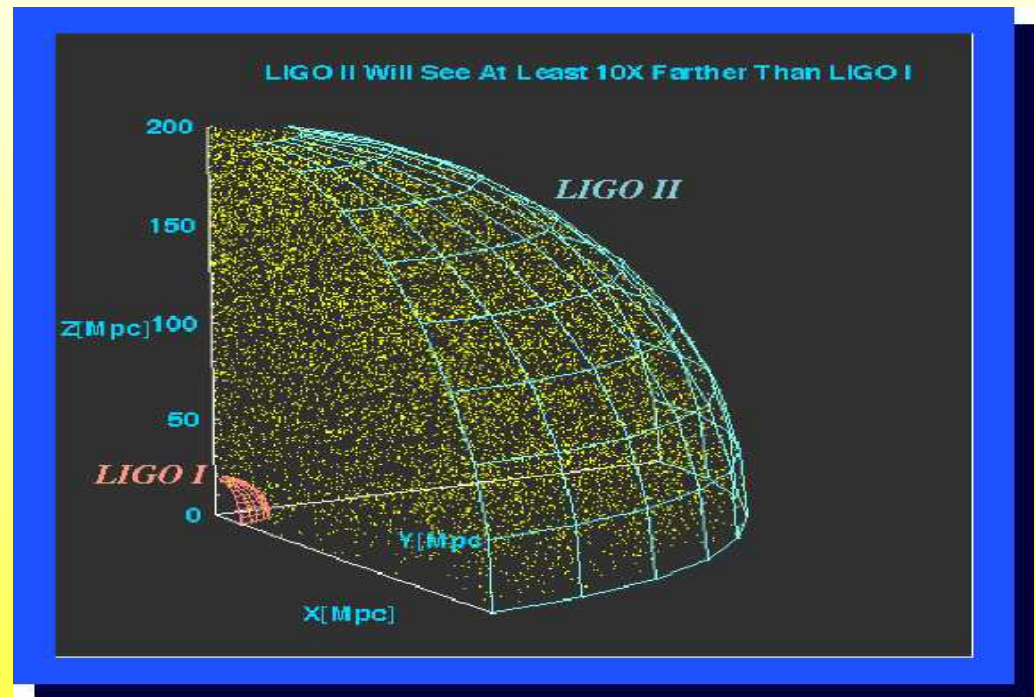 LIGO II Will See At Least 10X Farther Than LIGO I
200
LIGO II
150
Z[Mpc] 100
50
LIGO I
0
Y[Mpc
X[Mpc]